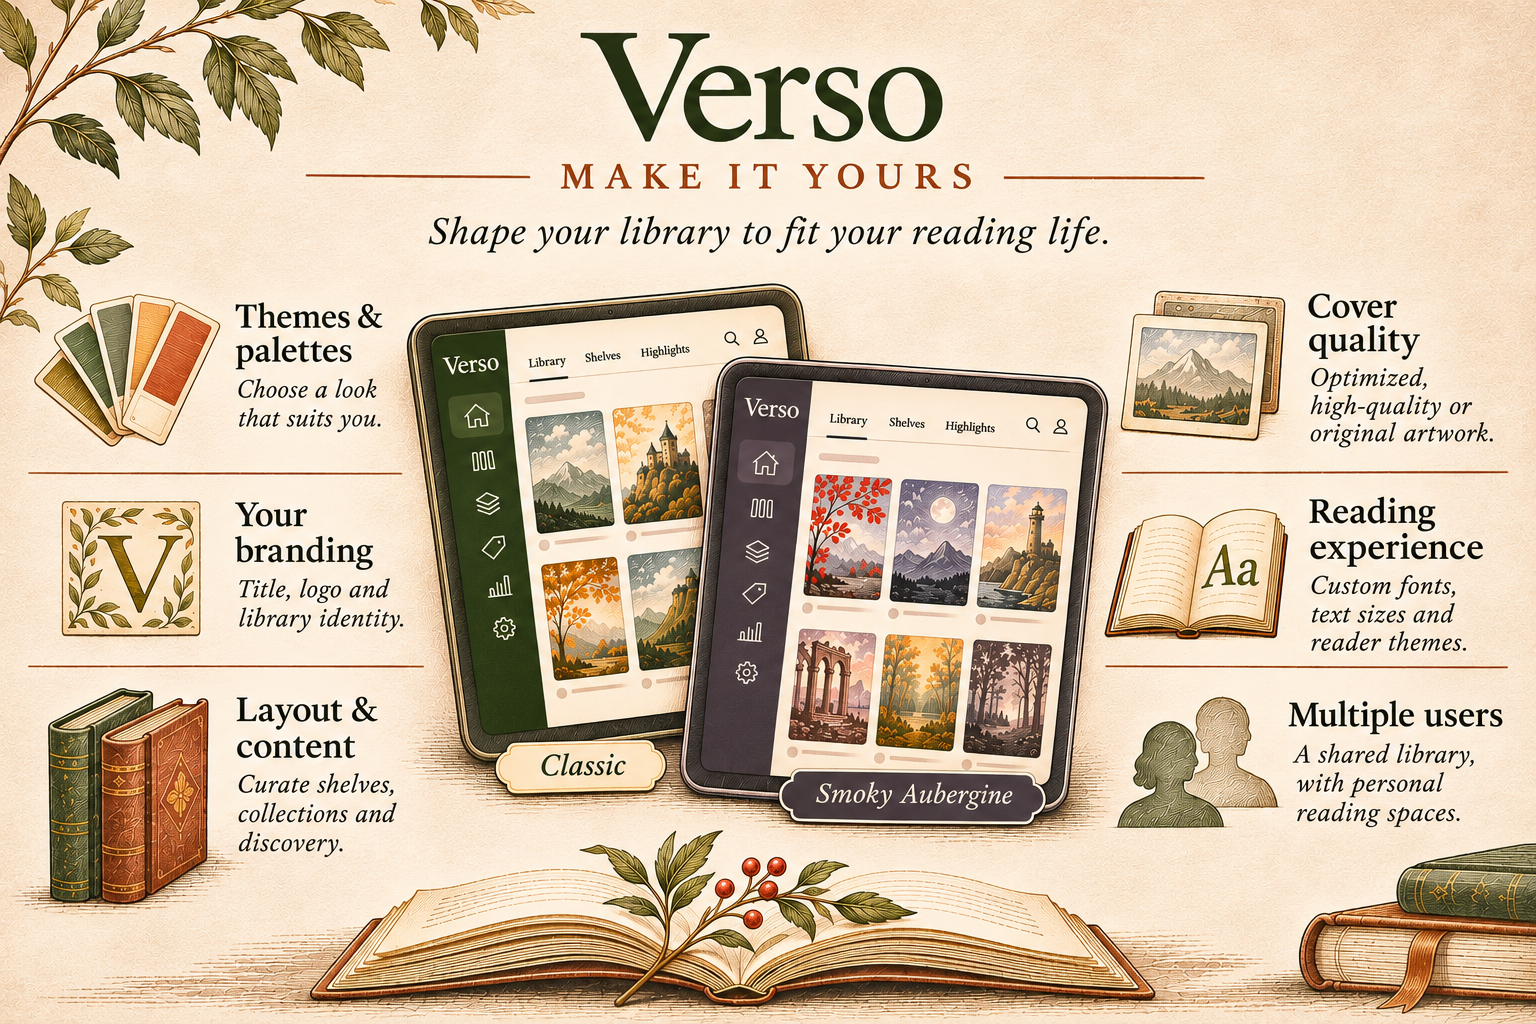 Verso
MAKE IT YOURS
Shape your library to fit your reading life.
Themes &
palettes
Choose a look
that suits you.
Your
branding
Title, logo and
library identity.
V
Layout &
content
Curate shelves,
collections and
discovery.
Verso
Library Shelves Highlights
Classic
Verso
Library Shelves Highlights
Smoky Aubergine
Cover
quality
Optimized,
high-quality or
original artwork.
Reading
experience
Custom fonts,
text sizes and
reader themes.
Aa
Multiple users
A shared library,
with personal
reading spaces.